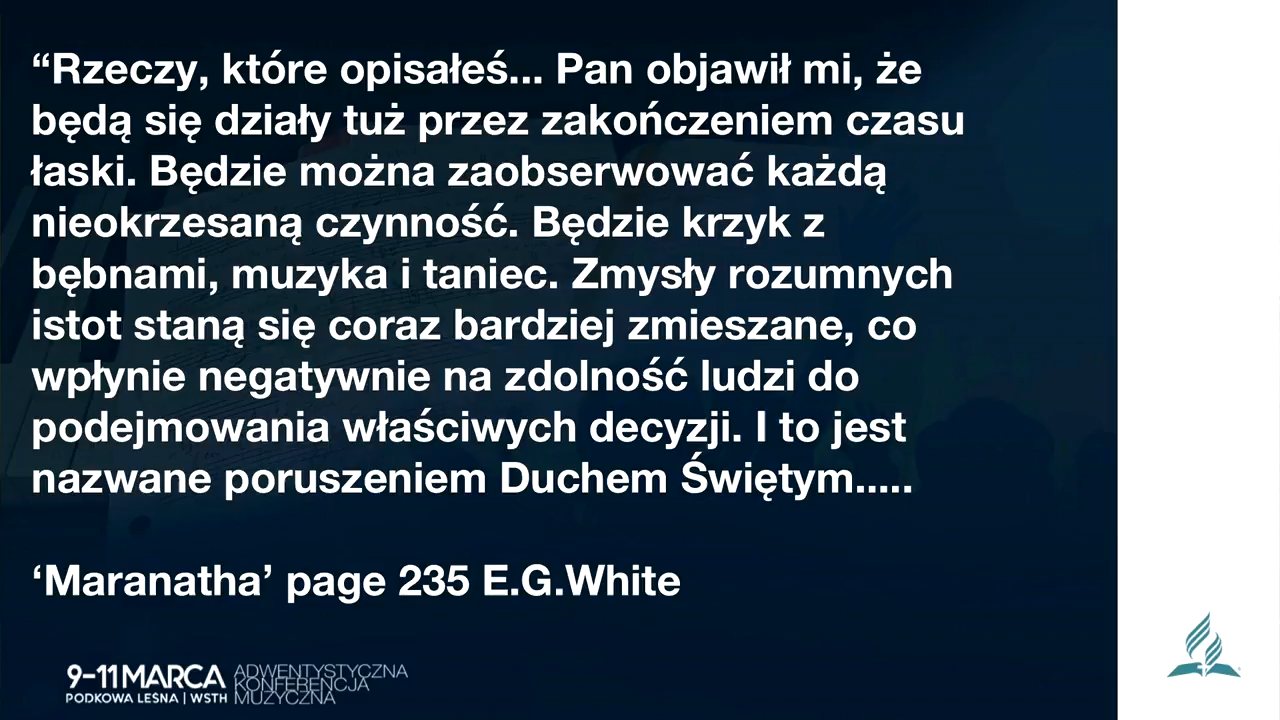 “Rzeczy, które opisałeś... Pan objawił mi, że
będą się działy tuż przez zakończeniem czasu
łaski. Będzie można zaobserwować każdą
nieokrzesaną czynność. Będzie krzyk z
bębnami, muzyka i taniec. Zmysły rozumnych
istot staną się coraz bardziej zmieszane, co
wpłynie negatywnie na zdolność ludzi do
podejmowania właściwych decyzji. I to jest
nazwane poruszeniem Duchem Świętym.....
‘Maranatha’ page 235 E.G.White
9-11 MARCA
PODKOWA LEŚNA | WSTH
ADWENTYSTYCZNA
KONFERENCJA
MUZYCZNA